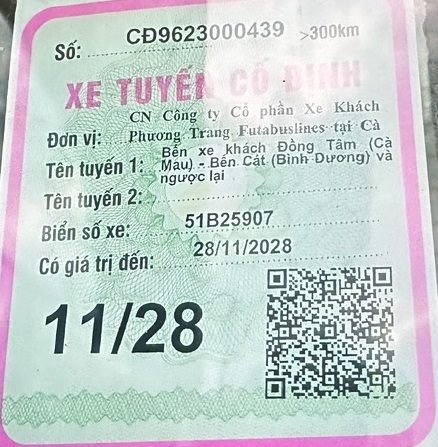 Số: CĐ9623000439 >300km
XE TUYẾN CỐ ĐỊNH
Đơn vị: CN Công ty Cổ phần Xe Khách
Phương Trang Futabuslines tại Cà
Tên tuyến 1: Bến xe khách Đồng Tâm (Cà
Mau) - Bến Cát (Bình Dương) và
ngược lại
Tên tuyến 2:
Biển số xe: 51B25907
Có giá trị đến: 28/11/2028
11/28